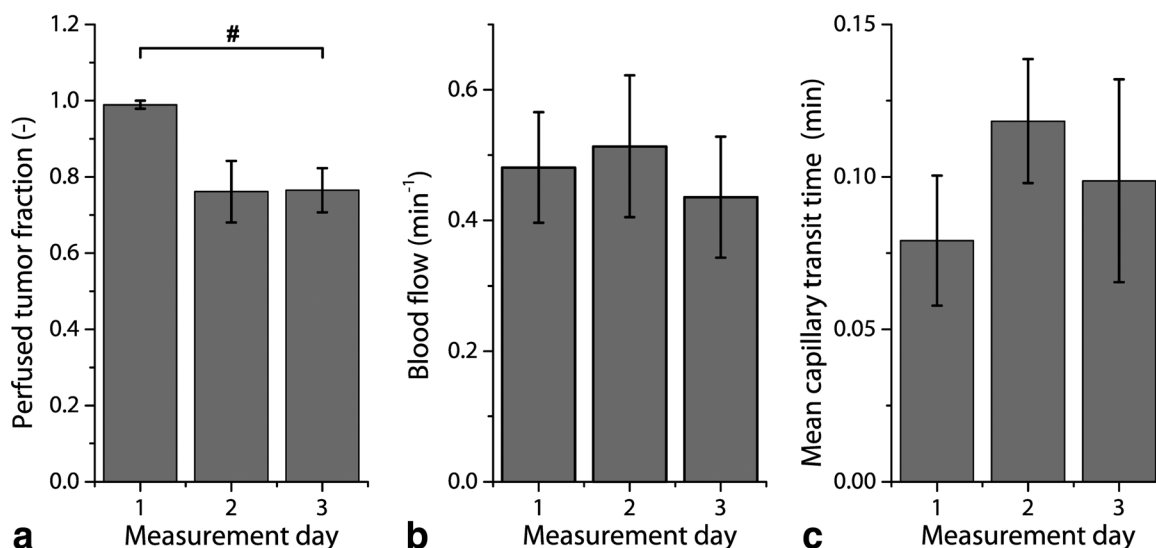 Perfused tumor fraction (-)
1.2
1.0
0.8
0.6
0.4
0.2
0.0
#
1 2 3
Measurement day
a
Blood flow (min⁻¹)
0.6
0.4
0.2
0.0
1 2 3
Measurement day
b
Mean capillary transit time (min)
0.15
0.10
0.05
0.00
1 2 3
Measurement day
c